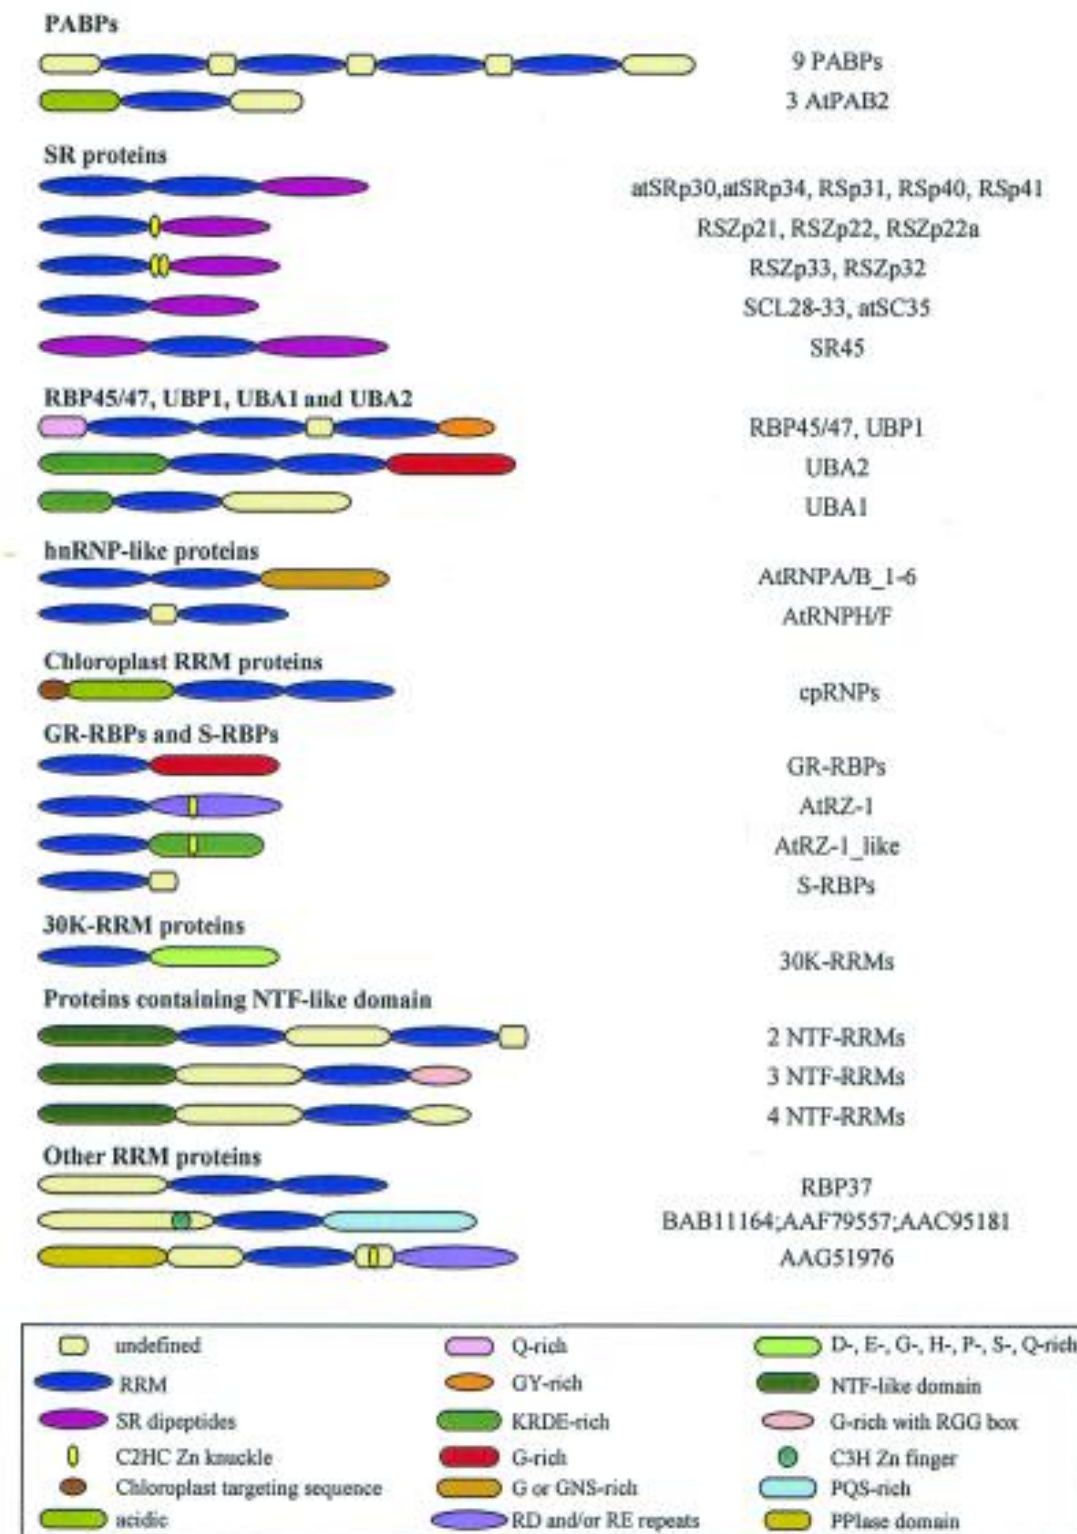 PABPs
9 PABPs
3 AtPAB2
SR proteins
atSRp30,atSRp34, RSp31, RSp40, RSp41
RSZp21, RSZp22, RSZp22a
RSZp33, RSZp32
SCL28-33, atSC35
SR45
RBP45/47, UBP1, UBA1 and UBA2
RBP45/47, UBP1
UBA2
UBA1
hnRNP-like proteins
AtRNPA/B_1-6
AtRNPH/F
Chloroplast RRM proteins
cpRNPs
GR-RBPs and S-RBPs
GR-RBPs
AtRZ-1
AtRZ-1_like
S-RBPs
30K-RRM proteins
30K-RRMs
Proteins containing NTF-like domain
2 NTF-RRMs
3 NTF-RRMs
4 NTF-RRMs
Other RRM proteins
RBP37
BAB11164;AAF79557;AAC95181
AAG51976
undefined
RRM
SR dipeptides
C2HC Zn knuckle
Chloroplast targeting sequence
acidic
Q-rich
GY-rich
KRDE-rich
G-rich
G or GNS-rich
RD and/or RE repeats
D-, E-, G-, H-, P-, S-, Q-rich
NTF-like domain
G-rich with RGG box
C3H Zn finger
PQS-rich
PPIase domain